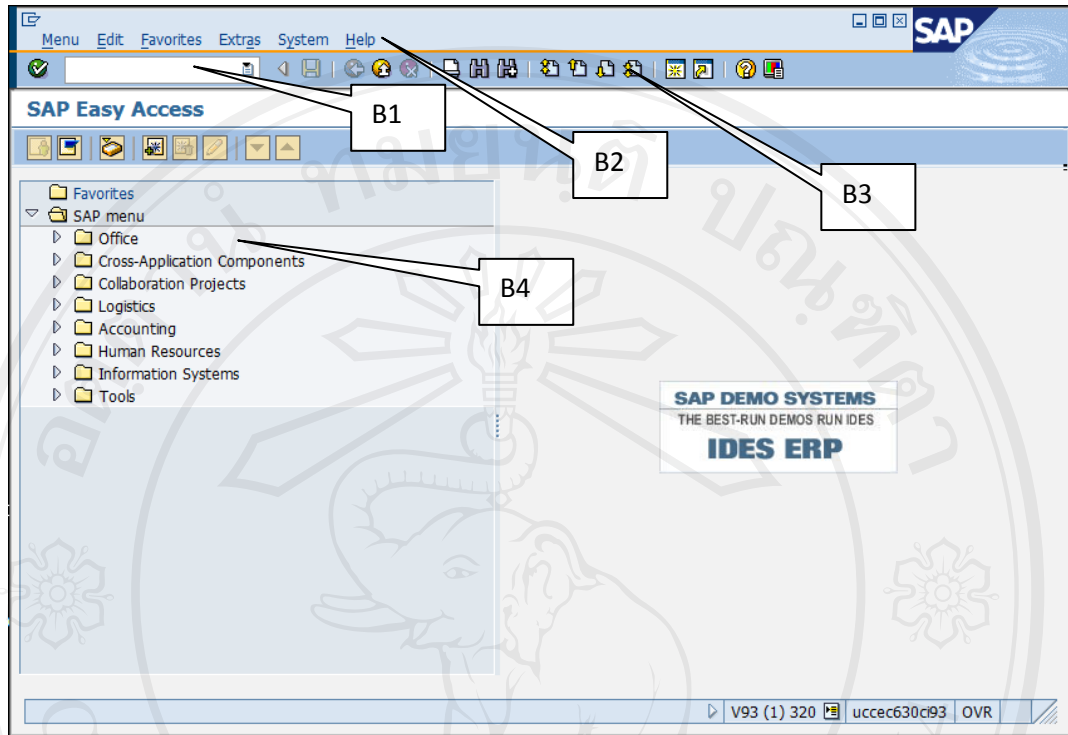 Menu Edit Favorites Extras System Help
SAP
B1
SAP Easy Access
B2
B3
Favorites
SAP menu
Office
Cross-Application Components
B4
Collaboration Projects
Logistics
Accounting
Human Resources
Information Systems
Tools
SAP DEMO SYSTEMS
THE BEST-RUN DEMOS RUN IDES
IDES ERP
V93 (1) 320 uccec630ci93 OVR